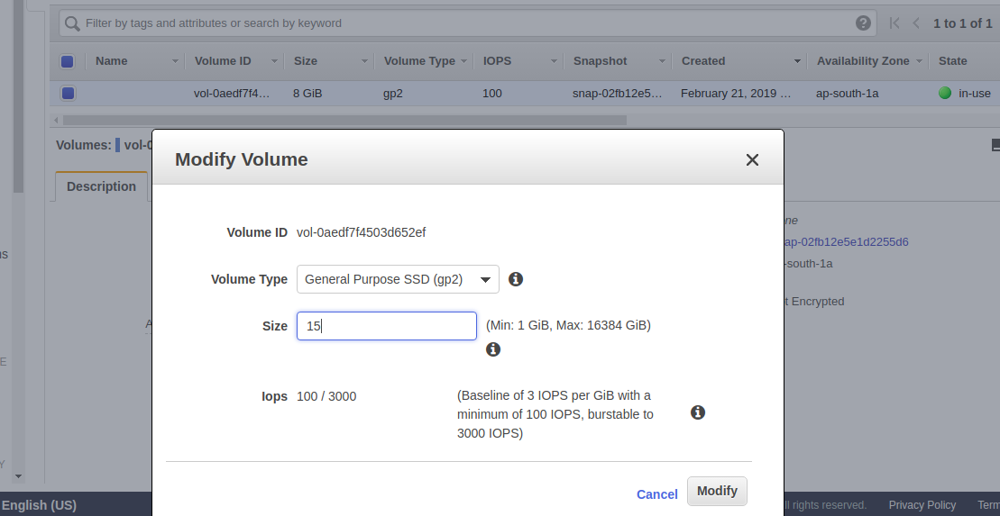 Filter by tags and attributes or search by keyword
1 to 1 of 1
Name Volume ID Size Volume Type IOPS Snapshot Created Availability Zone State
vol-0aedf7f4… 8 GiB gp2 100 snap-02fb12e5… February 21, 2019 … ap-south-1a in-use
Volumes: vol-0
Description
Modify Volume
Volume ID vol-0aedf7f4503d652ef
Volume Type General Purpose SSD (gp2)
Size 15 (Min: 1 GiB, Max: 16384 GiB)
Iops 100 / 3000 (Baseline of 3 IOPS per GiB with a
minimum of 100 IOPS, burstable to
3000 IOPS)
Cancel Modify
ne
ap-02fb12e5e1d2255d6
-south-1a
t Encrypted
ns
A
E
Y
English (US)
ll rights reserved. Privacy Policy Term